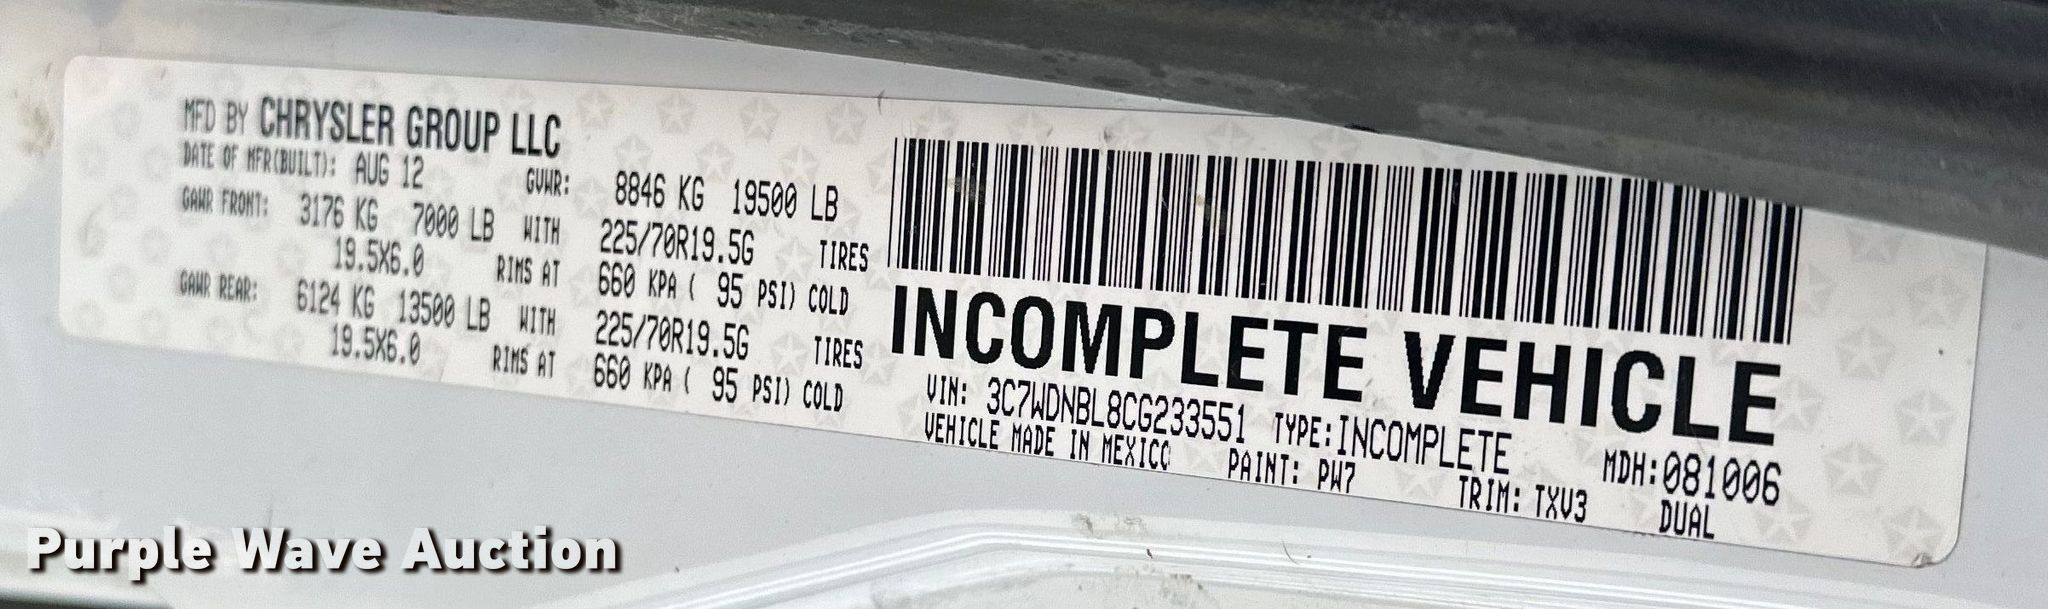 MFD BY CHRYSLER GROUP LLC
DATE OF MFR(BUILT): AUG 12 GVWR: 8846 KG 19500 LB
GAWR FRONT: 3176 KG 7000 LB WITH 225/70R19.5G TIRES
19.5X6.0 RIMS AT 660 KPA ( 95 PSI) COLD
GAWR REAR: 6124 KG 13500 LB WITH 225/70R19.5G TIRES
19.5X6.0 RIMS AT 660 KPA ( 95 PSI) COLD
INCOMPLETE VEHICLE
VIN: 3C7WDNBL8CG233551 TYPE:INCOMPLETE MDH:081006
VEHICLE MADE IN MEXICO PAINT: PW7 TRIM: TXV3 DUAL
Purple Wave Auction